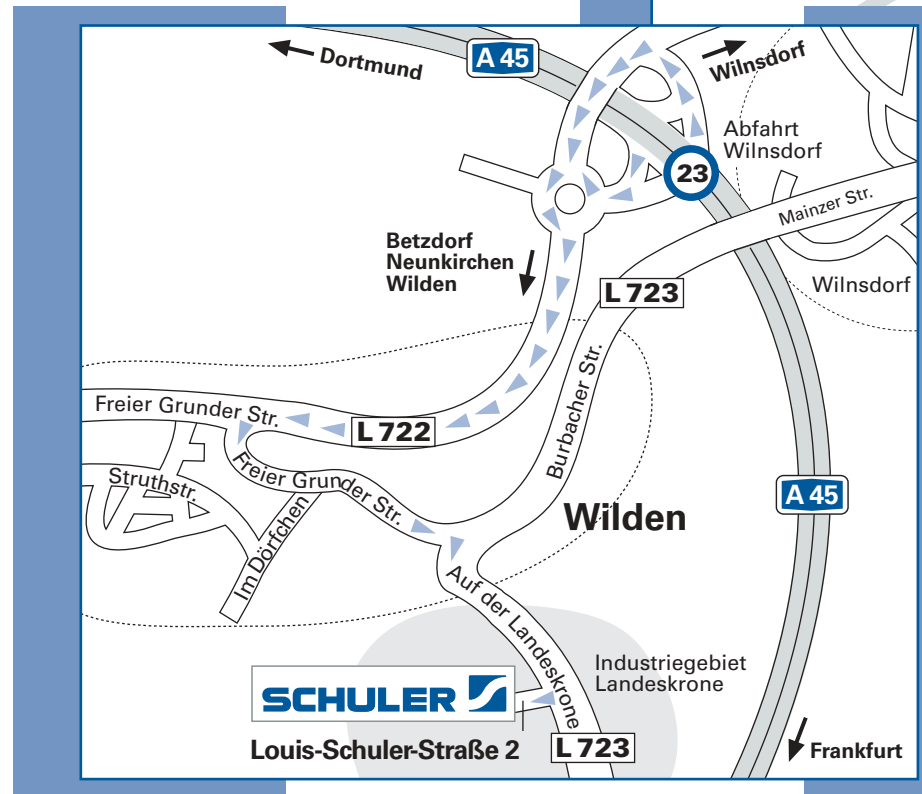 A 45
Dortmund
Wilnsdorf
Abfahrt
Wilnsdorf
23
Mainzer Str.
Betzdorf
Neunkirchen
Wilden
L 723
Wilnsdorf
Freier Grunder Str.
L 722
Burbacher Str.
Struthstr.
Freier Grunder Str.
A 45
Wilden
Im Dörfchen
Auf der Landeskrone
Industriegebiet
Landeskrone
SCHULER
Louis-Schuler-Straße 2
L 723
Frankfurt